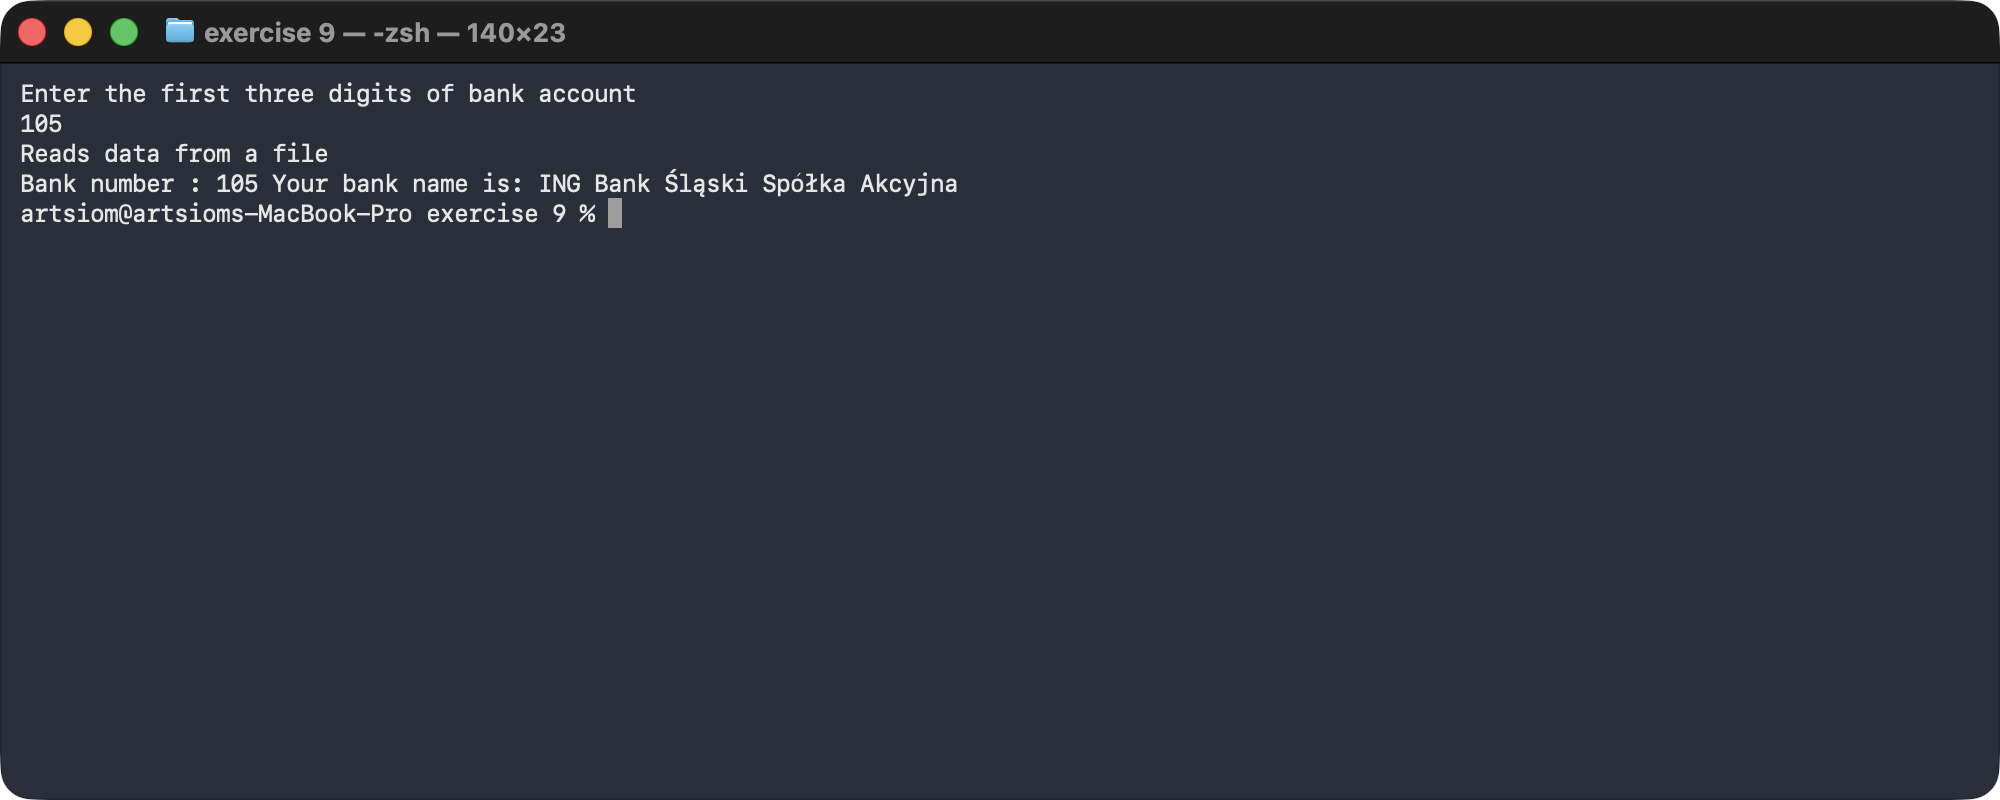 exercise 9 — -zsh — 140×23
Enter the first three digits of bank account
105
Reads data from a file
Bank number : 105 Your bank name is: ING Bank Śląski Spółka Akcyjna
artsiom@artsioms-MacBook-Pro exercise 9 %